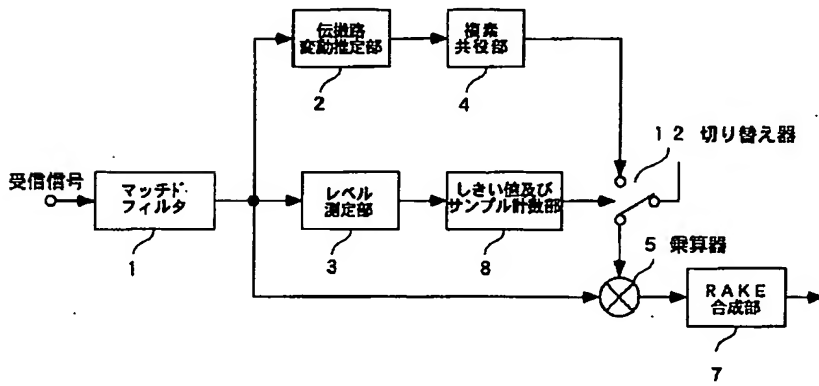 伝搬路
変動推定部
2
複素
共役部
4
12 切り替え器
受信信号
マッチド
フィルタ
1
レベル
測定部
3
しきい値及び
サンプル計数部
8
5 乗算器
RAKE
合成部
7